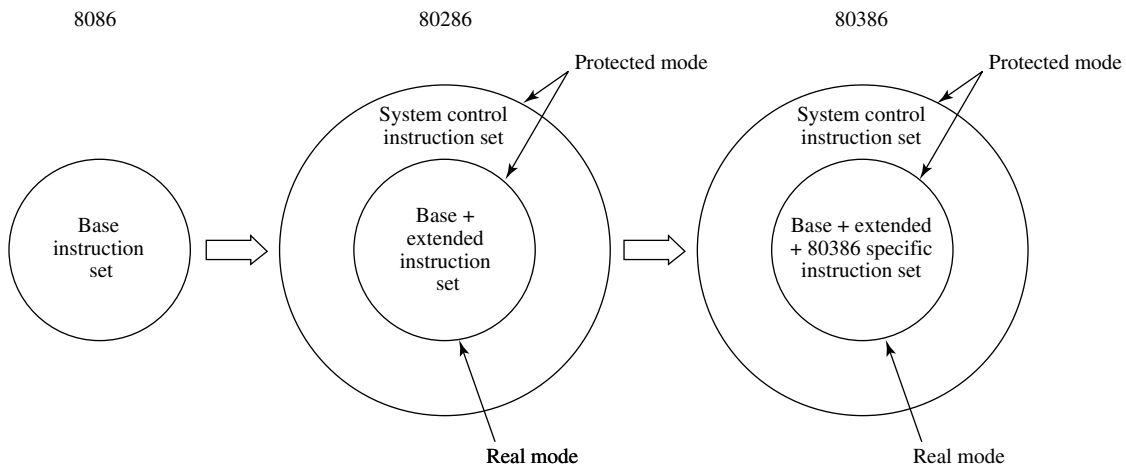 8086
80286
80386
Protected mode
Protected mode
System control
instruction set
System control
instruction set
Base
instruction
set
Base +
extended
instruction
set
Base + extended
+ 80386 specific
instruction set
Real mode
Real mode